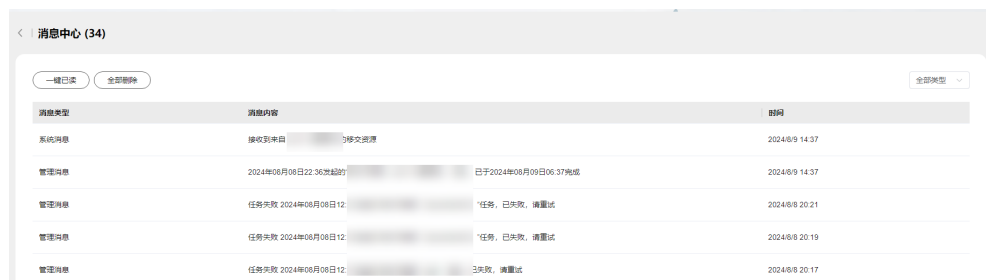 消息中心 (34)
一键已读 全部删除 全部类型
消息类型 消息内容 时间
系统消息 接收到来自 的移交资源 2024/8/9 14:37
管理消息 2024年08月08日22:36发起的" 已于2024年08月09日06:37完成 2024/8/9 14:37
管理消息 任务失败 2024年08月08日12: "任务，已失败，请重试 2024/8/8 20:21
管理消息 任务失败 2024年08月08日12: "任务，已失败，请重试 2024/8/8 20:19
管理消息 任务失败 2024年08月08日12: 已失败，请重试 2024/8/8 20:17